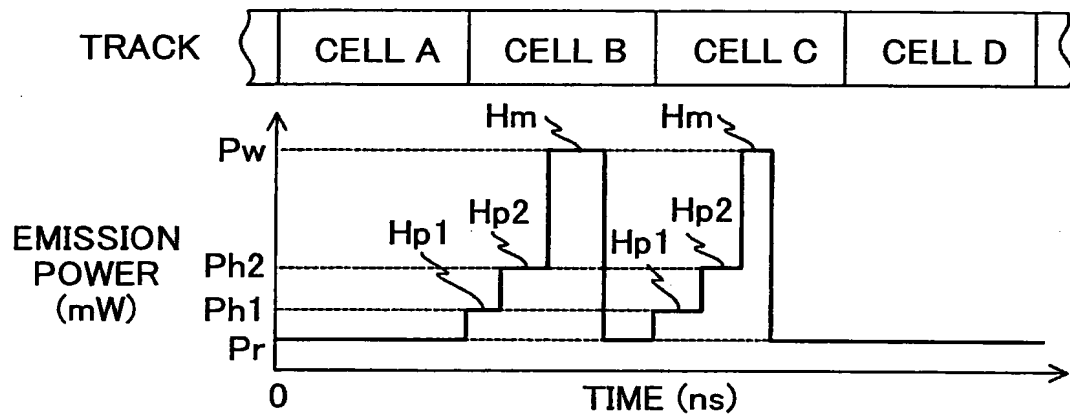 TRACK CELL A CELL B CELL C CELL D
Hm Hm
Pw
Hp2 Hp2
Hp1 Hp1
EMISSION
POWER
(mW)
Ph2
Ph1
Pr
0 TIME (ns)